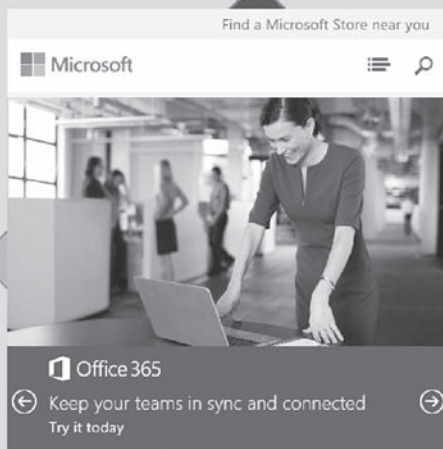 Find a Microsoft Store near you
Microsoft
Office 365
Keep your teams in sync and connected
Try it today